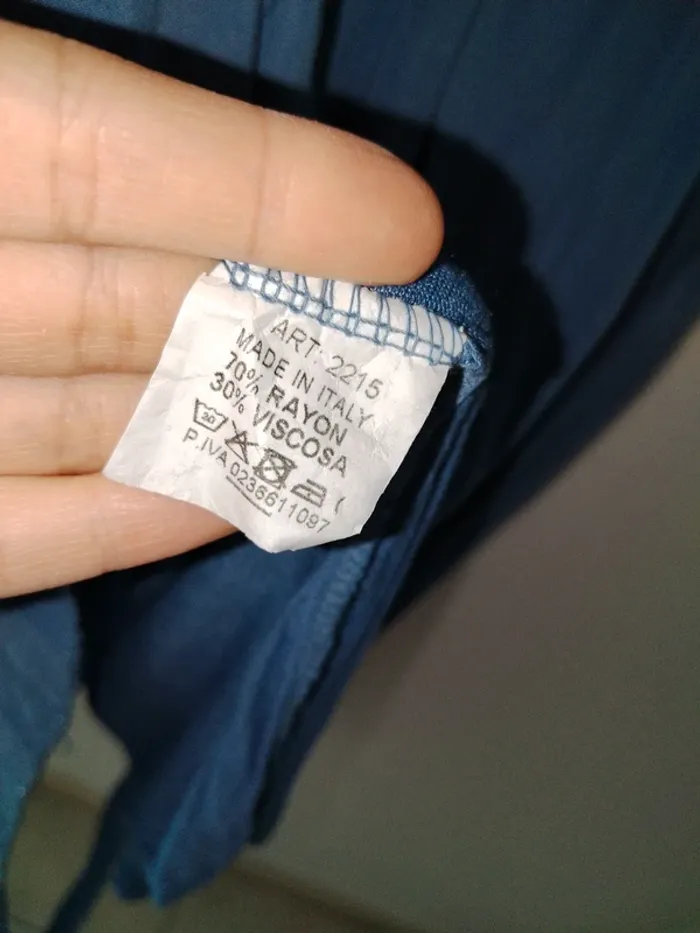 ART. 2215
MADE IN ITALY
70% RAYON
30% VISCOSA
30
P.IVA 0236611097